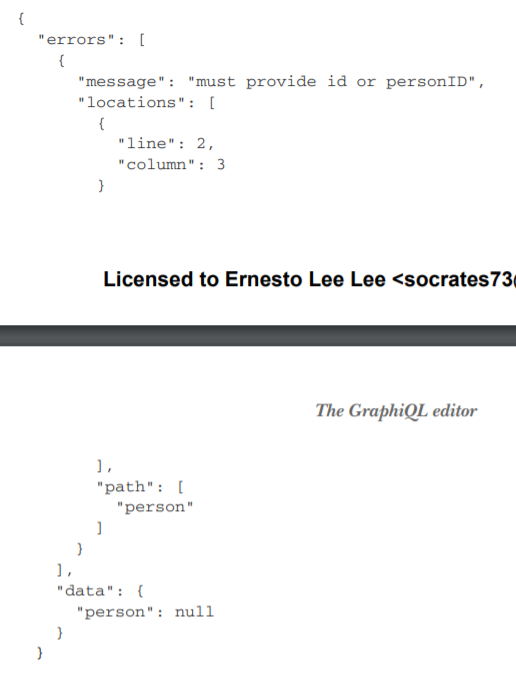 {
"errors": [
{
"message": "must provide id or personID",
"locations": [
{
"line": 2,
"column": 3
}
Licensed to Ernesto Lee Lee <socrates73
The GraphiQL editor
],
"path": [
"person"
]
}
],
"data": {
"person": null
}
}